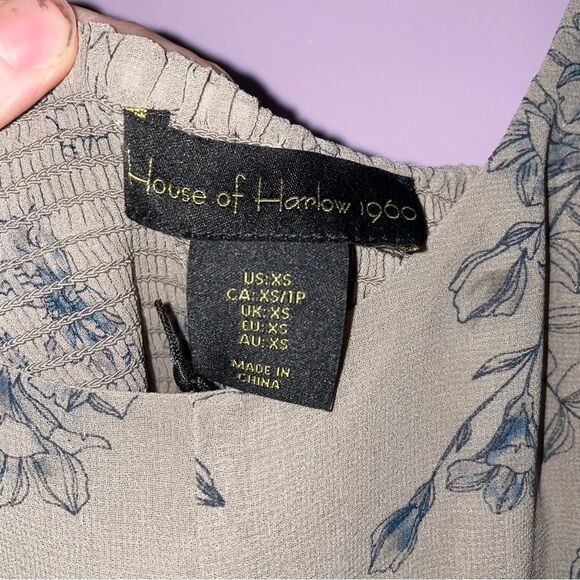 House of Harlow 1960
US: XS
CA: XS/1P
UK: XS
EU: XS
AU: XS
MADE IN
CHINA